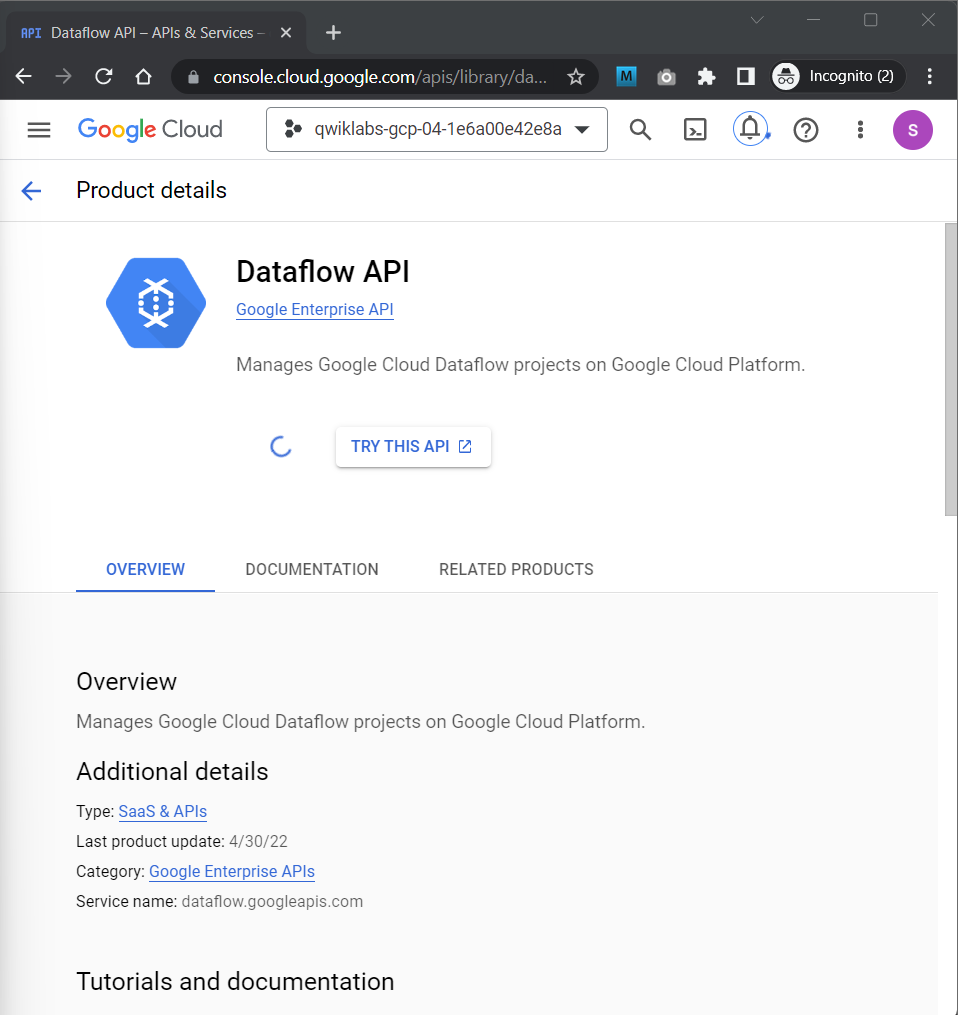 API Dataflow API – APIs & Services –
console.cloud.google.com/apis/library/da...
M
Incognito (2)
Google Cloud
qwiklabs-gcp-04-1e6a00e42e8a
S
Product details
Dataflow API
Google Enterprise API
Manages Google Cloud Dataflow projects on Google Cloud Platform.
TRY THIS API
OVERVIEW
DOCUMENTATION
RELATED PRODUCTS
Overview
Manages Google Cloud Dataflow projects on Google Cloud Platform.
Additional details
Type: SaaS & APIs
Last product update: 4/30/22
Category: Google Enterprise APIs
Service name: dataflow.googleapis.com
Tutorials and documentation